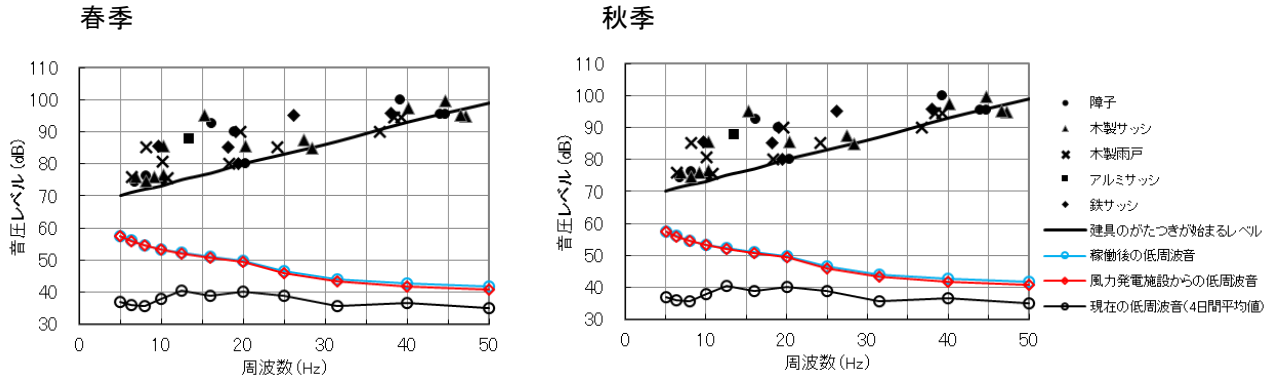 春季
110
100
90
80
70
60
50
40
30
音圧レベル(dB)
0
10
20
30
40
50
周波数(Hz)
秋季
110
100
90
80
70
60
50
40
30
音圧レベル(dB)
0
10
20
30
40
50
周波数(Hz)
障子
木製サッシ
木製雨戸
アルミサッシ
鉄サッシ
建具のがたつきが始まるレベル
稼働後の低周波音
風力発電施設からの低周波音
現在の低周波音(4日間平均値)